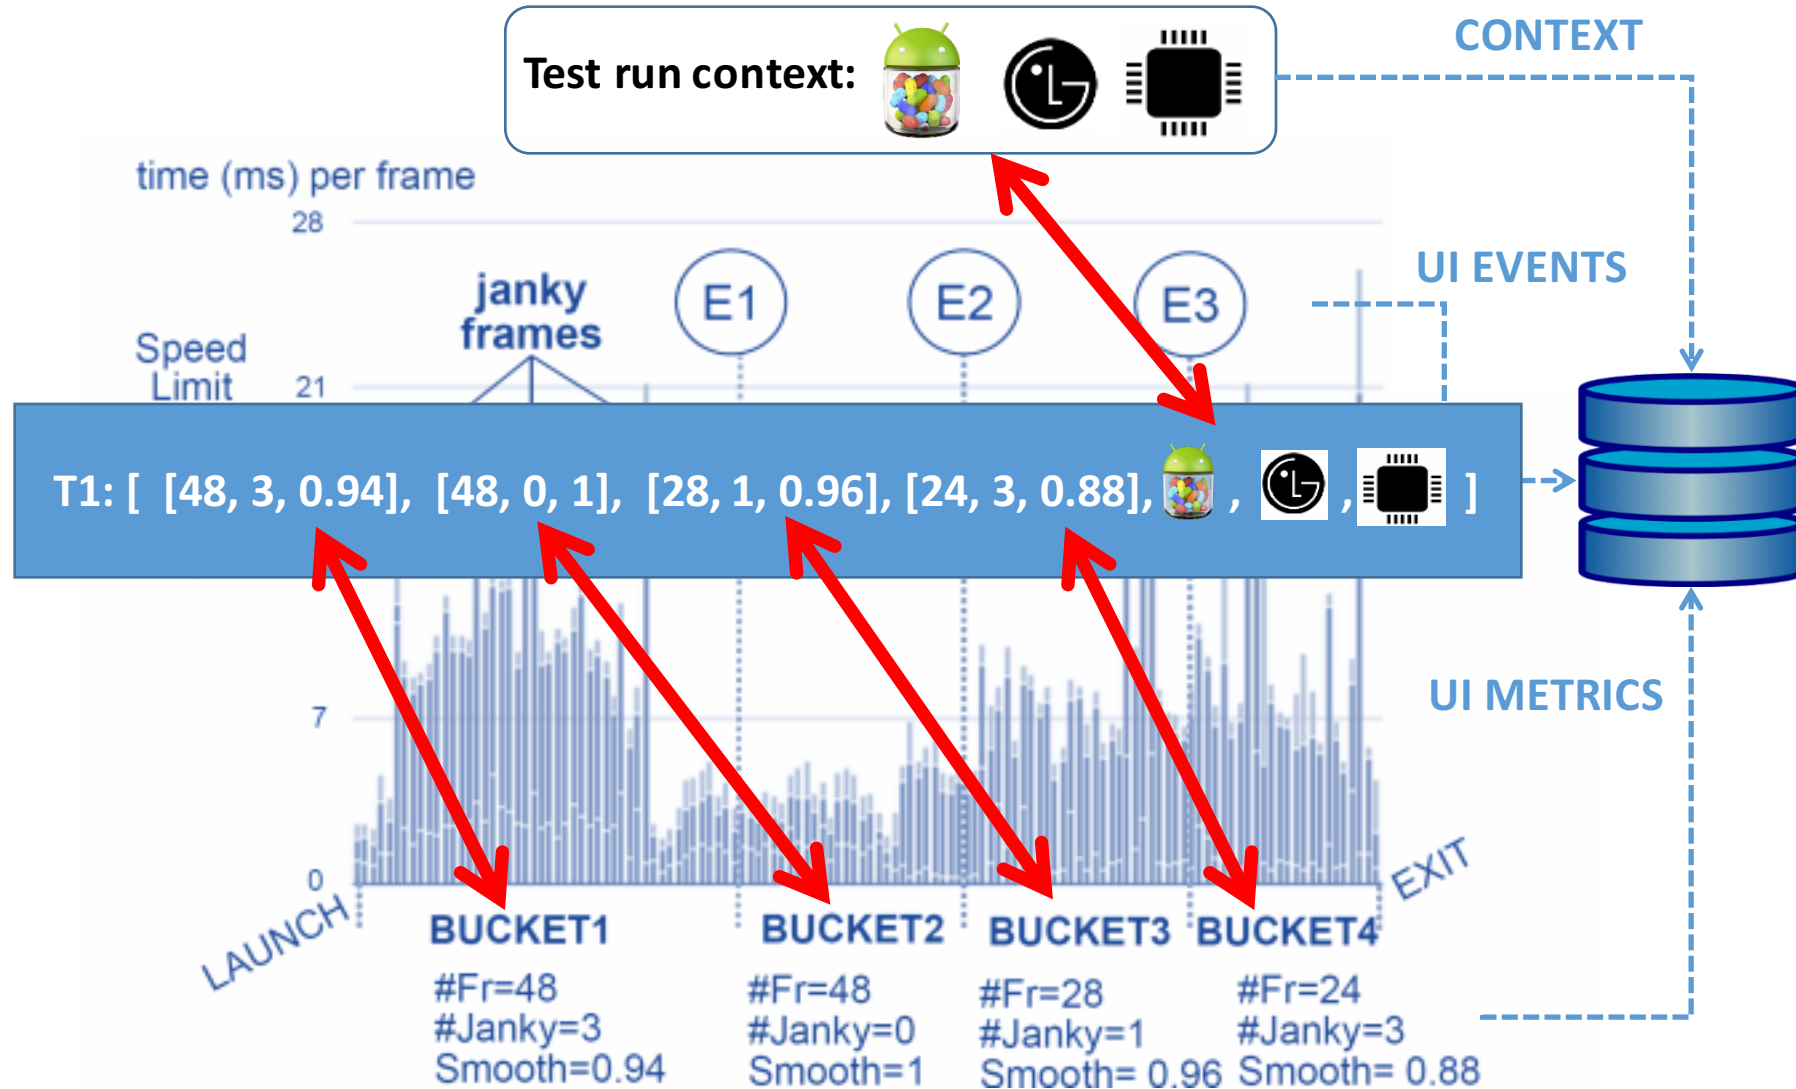 CONTEXT
Test run context:
time (ms) per frame
28
UI EVENTS
janky
frames
E1
E2
E3
Speed
Limit
21
T1: [ [48, 3, 0.94], [48, 0, 1], [28, 1, 0.96], [24, 3, 0.88], , , ]
UI METRICS
7
0
LAUNCH
EXIT
BUCKET1
#Fr=48
#Janky=3
Smooth=0.94
BUCKET2
#Fr=48
#Janky=0
Smooth=1
BUCKET3
#Fr=28
#Janky=1
Smooth= 0.96
BUCKET4
#Fr=24
#Janky=3
Smooth= 0.88